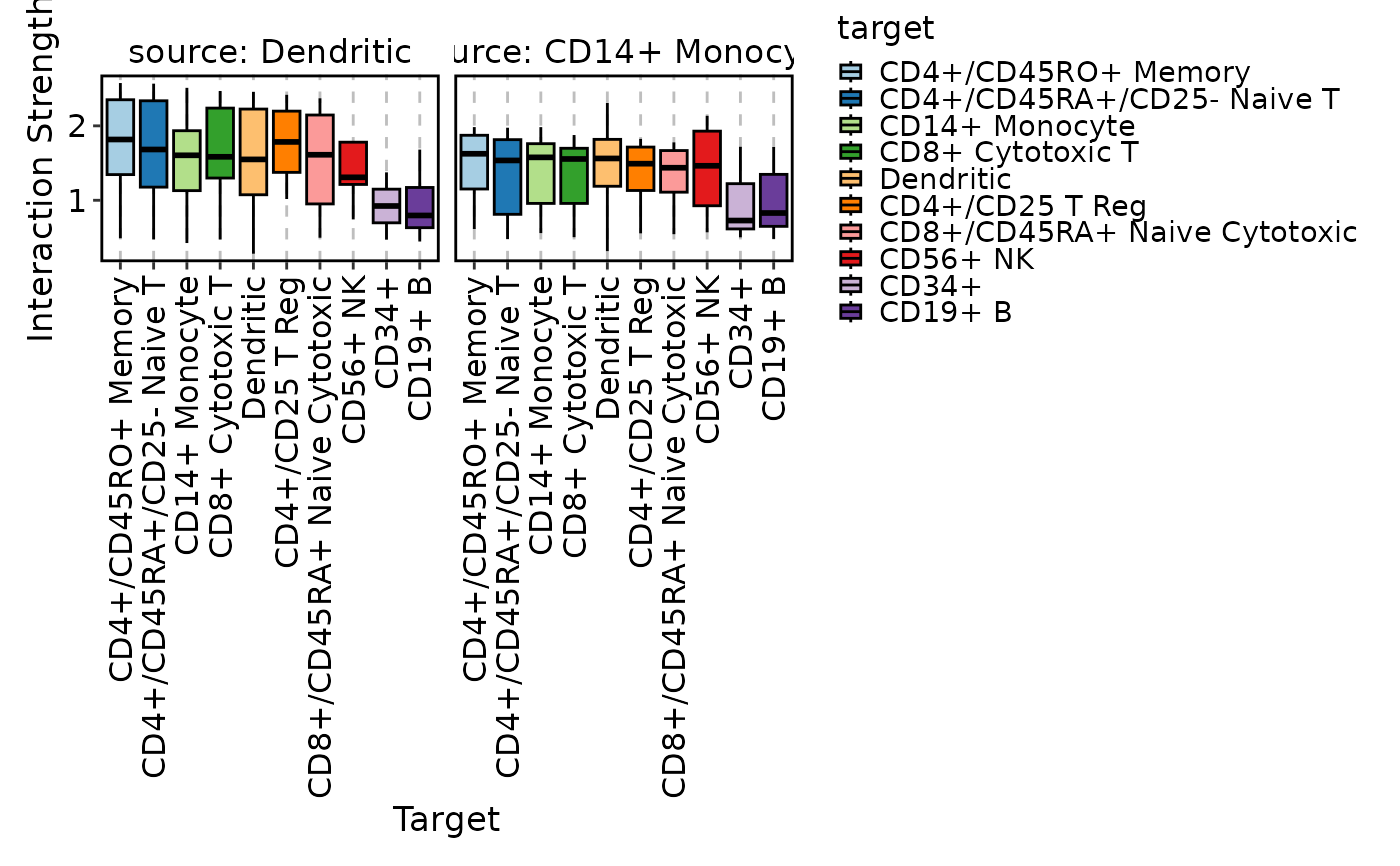 Interaction Strength
source: Dendritic
urce: CD14+ Monocy
2
1
CD4+/CD45RO+ Memory
CD4+/CD45RA+/CD25- Naive T
CD14+ Monocyte
CD8+ Cytotoxic T
Dendritic
CD4+/CD25 T Reg
CD8+/CD45RA+ Naive Cytotoxic
CD56+ NK
CD34+
CD19+ B
CD4+/CD45RO+ Memory
CD4+/CD45RA+/CD25- Naive T
CD14+ Monocyte
CD8+ Cytotoxic T
Dendritic
CD4+/CD25 T Reg
CD8+/CD45RA+ Naive Cytotoxic
CD56+ NK
CD34+
CD19+ B
Target
target
CD4+/CD45RO+ Memory
CD4+/CD45RA+/CD25- Naive T
CD14+ Monocyte
CD8+ Cytotoxic T
Dendritic
CD4+/CD25 T Reg
CD8+/CD45RA+ Naive Cytotoxic
CD56+ NK
CD34+
CD19+ B